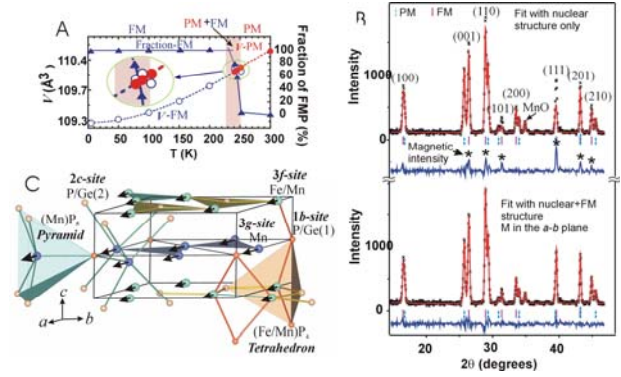 A
FM
PM+FM
PM
Fraction-FM
V-PM
V-FM
110.4
109.7
109.3
V(Å³)
100
80
60
40
20
0
Fraction of FMP (%)
0 50 100 150 200 250 300
T (K)
B
PM FM
Fit with nuclear structure only
(100)
(001)
(110)
(101)
(200)
MnO
(111)
(201)
(210)
Intensity
1000
0
Magnetic
intensity
* * * * * *
Fit with nuclear+FM
structure
M in the a-b plane
Intensity
1000
0
20 30 40
2θ (degrees)
C
2c-site
P/Ge(2)
3f-site
Fe/Mn
1b-site
P/Ge(1)
3g-site
Mn
(Mn)P₅
Pyramid
c
a
b
(Fe/Mn)P₄
Tetrahedron